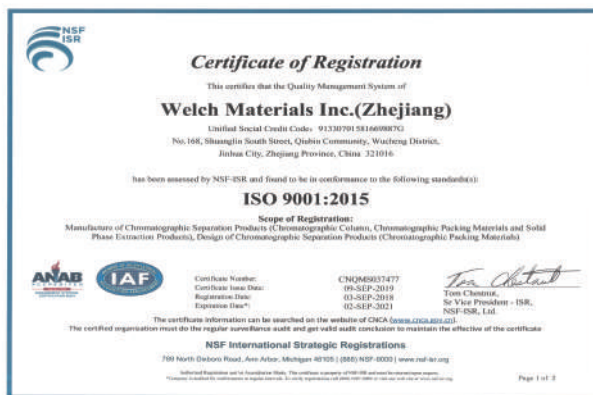 NSF
ISR
Certificate of Registration
This certifies that the Quality Management System of
Welch Materials Inc.(Zhejiang)
Unified Social Credit Code: 91330701581669887G
No.168, Shuanglin South Street, Qiubin Community, Wucheng District,
Jinhua City, Zhejiang Province, China 321016
has been assessed by NSF-ISR and found to be in conformance to the following standards(s):
ISO 9001:2015
Scope of Registration:
Manufacture of Chromatographic Separation Products (Chromatographic Column, Chromatographic Packing Materials and Solid
Phase Extraction Products), Design of Chromatographic Separation Products (Chromatographic Packing Materials)
ANAB
ACCREDITED
IAF
Certificate Number: CNQMS037477
Certificate Issue Date: 09-SEP-2019
Registration Date: 03-SEP-2018
Expiration Date*: 02-SEP-2021
Tom Chestnut
Tom Chestnut,
Sr Vice President - ISR,
NSF-ISR, Ltd.
The certificate information can be searched on the website of CNCA (www.cnca.gov.cn).
The certified organisation must do the regular surveillance audit and get valid audit conclusion to maintain the effective of the certificate
NSF International Strategic Registrations
789 North Dixboro Road, Ann Arbor, Michigan 48105 | (888) NSF-9000 | www.nsf-isr.org
Page 1 of 2